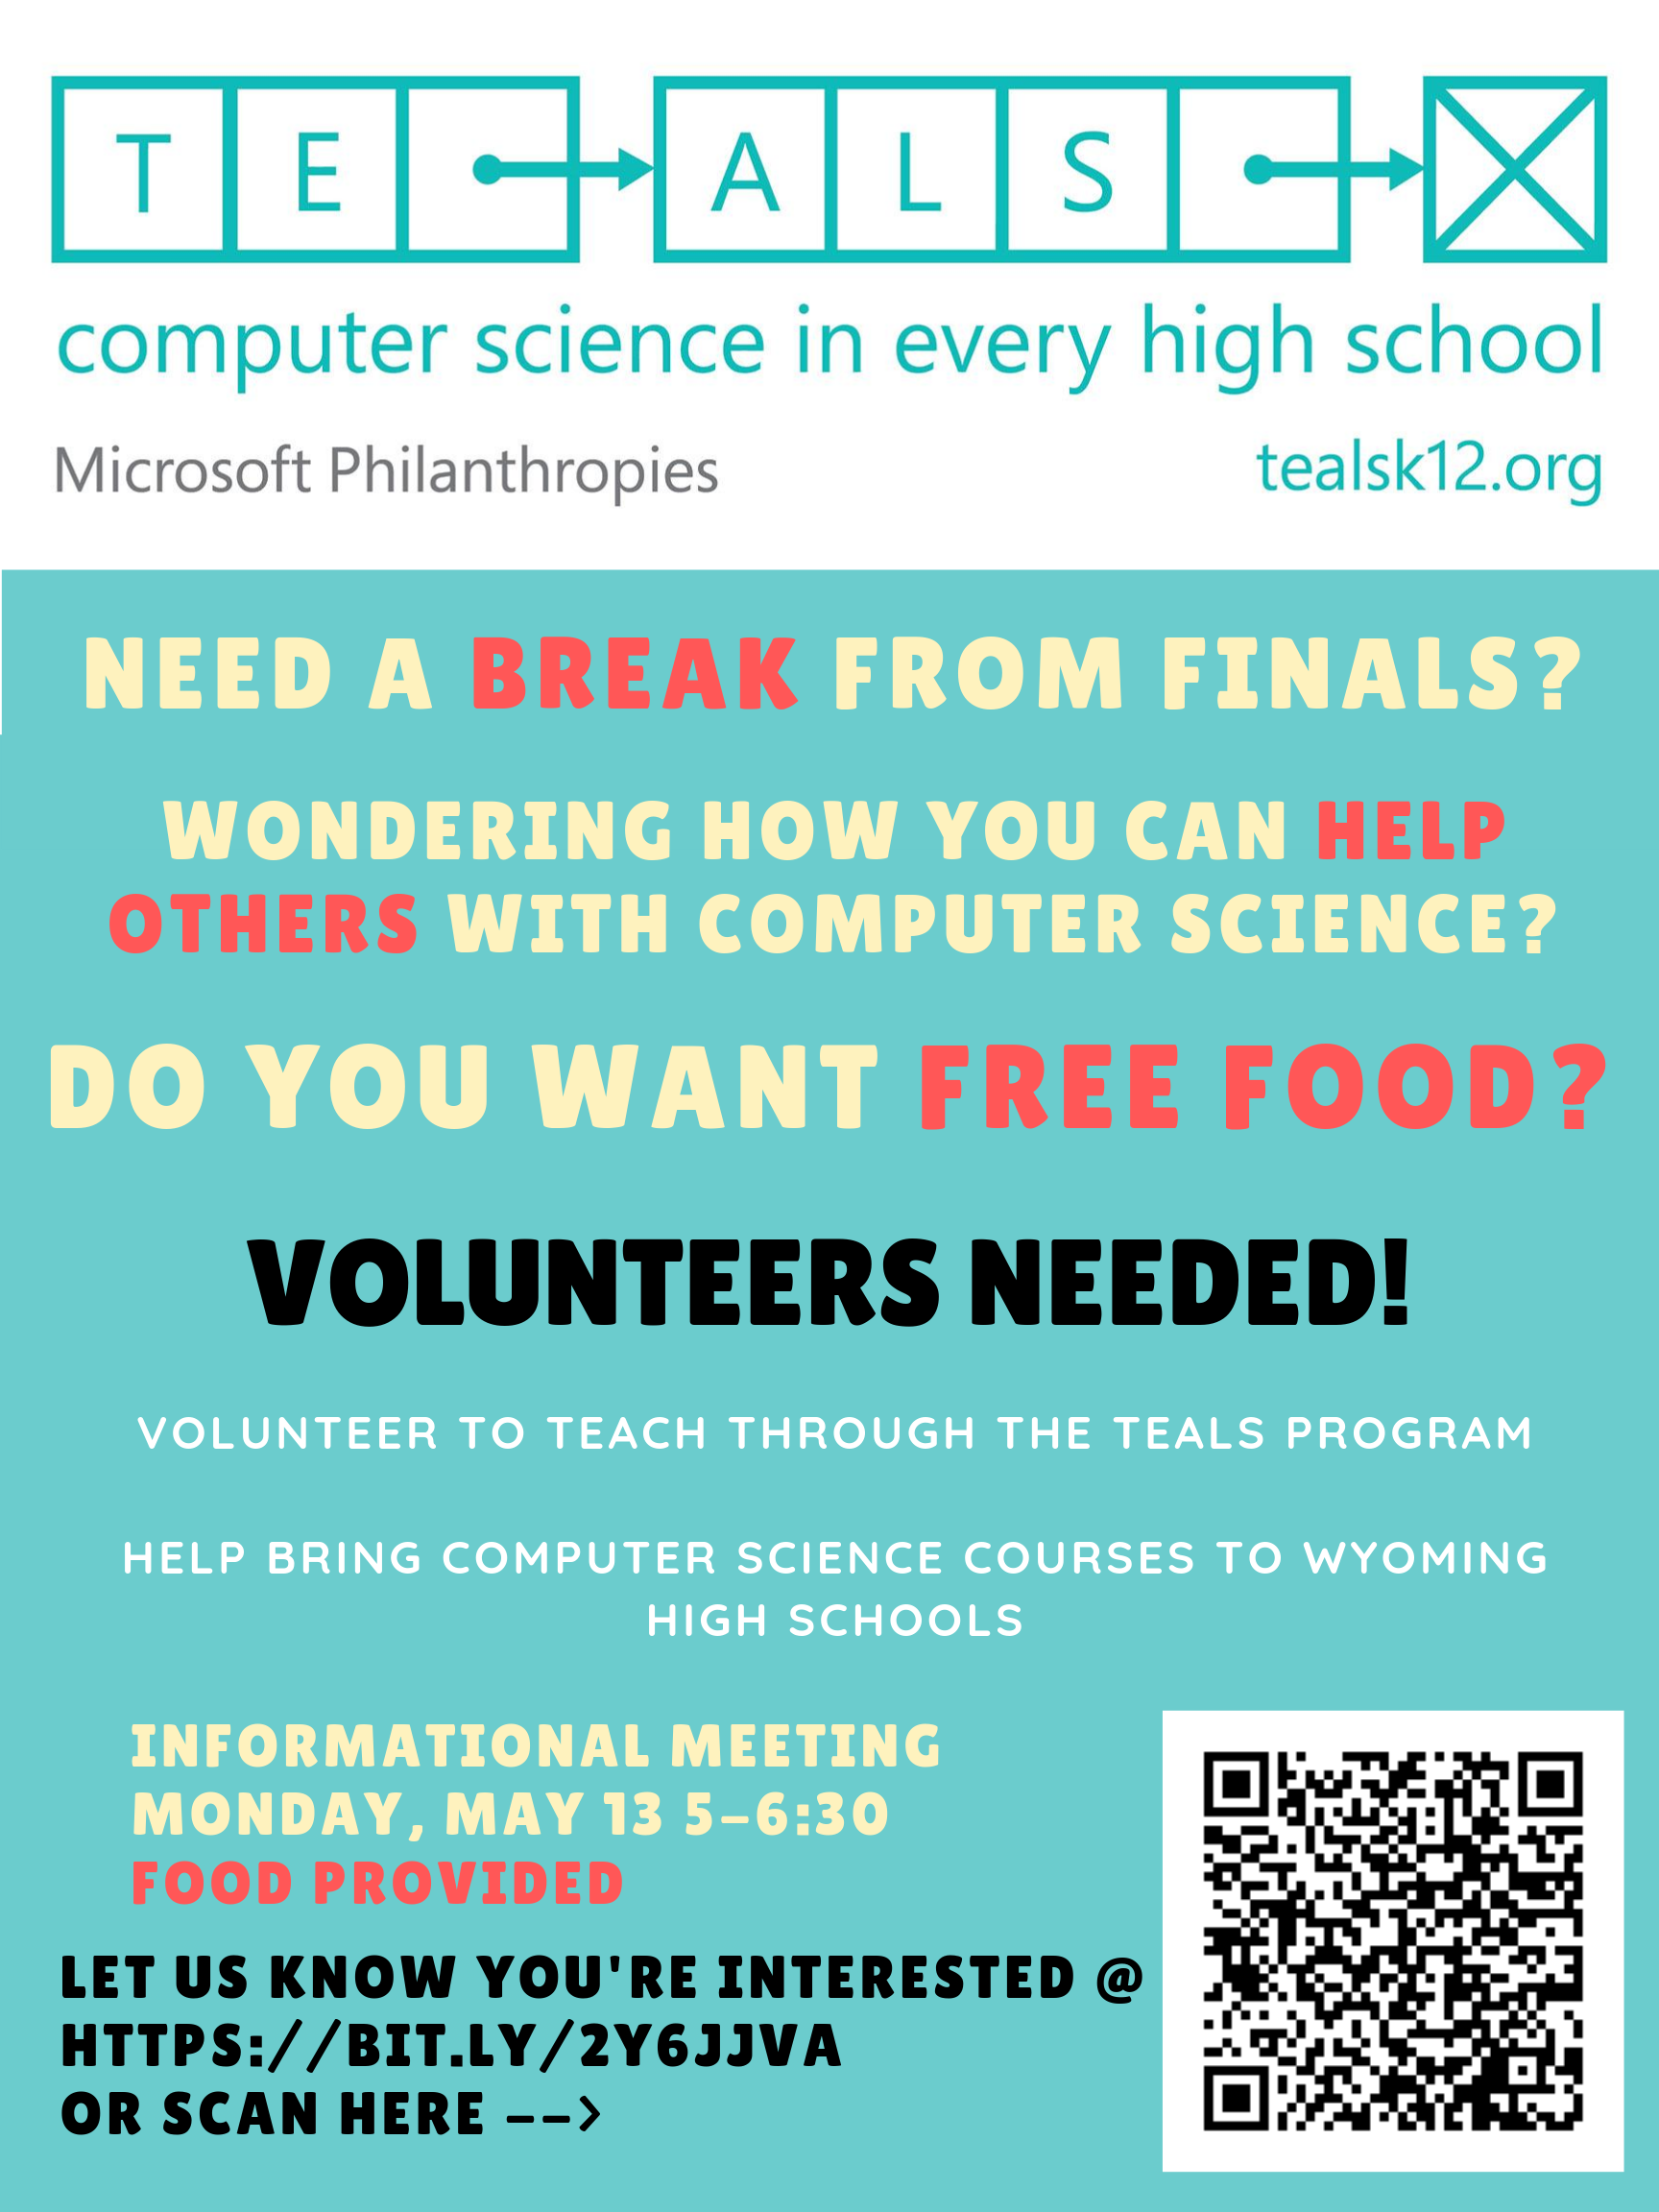 TEALS
computer science in every high school
Microsoft Philanthropies
tealsk12.org
NEED A BREAK FROM FINALS?
WONDERING HOW YOU CAN HELP
OTHERS WITH COMPUTER SCIENCE?
DO YOU WANT FREE FOOD?
VOLUNTEERS NEEDED!
VOLUNTEER TO TEACH THROUGH THE TEALS PROGRAM
HELP BRING COMPUTER SCIENCE COURSES TO WYOMING
HIGH SCHOOLS
INFORMATIONAL MEETING
MONDAY, MAY 13 5-6:30
FOOD PROVIDED
LET US KNOW YOU'RE INTERESTED @
HTTPS://BIT.LY/2Y6JJVA
OR SCAN HERE -->